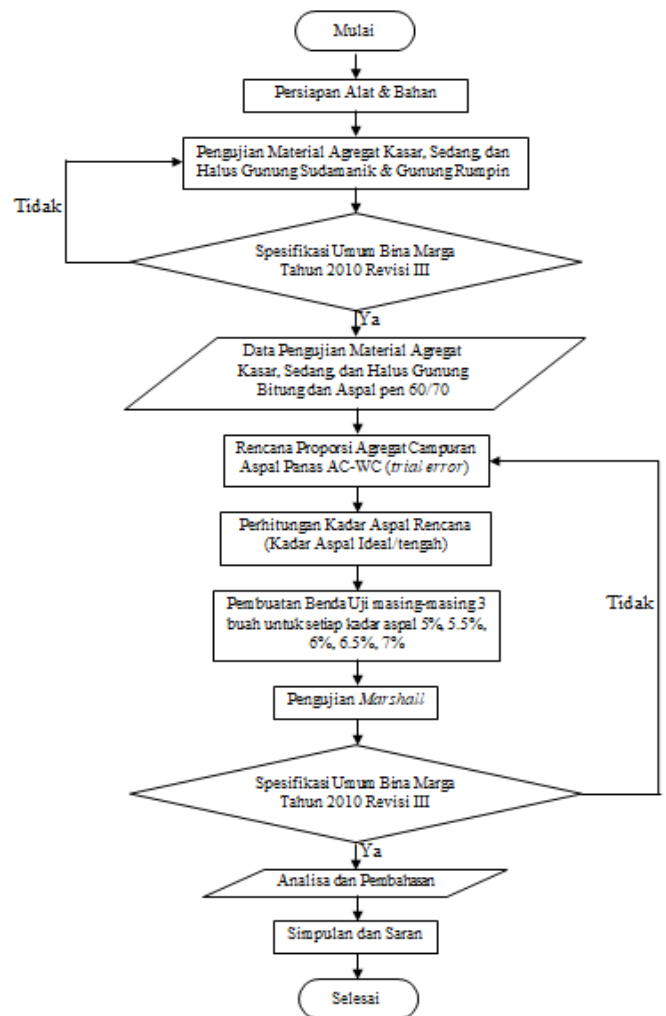 Mulai
Persiapan Alat & Bahan
Pengujian Material Agregat Kasar, Sedang, dan
Halus Gunung Sudamanik & Gunung Rumpin
Tidak
Spesifikasi Umum Bina Marga
Tahun 2010 Revisi III
Ya
Data Pengujian Material Agregat
Kasar, Sedang, dan Halus Gunung
Bitung dan Aspal pen 60/70
Rencana Proporsi Agregat Campuran
Aspal Panas AC-WC (trial error)
Perhitungan Kadar Aspal Rencana
(Kadar Aspal Ideal/tengah)
Pembuatan Benda Uji masing-masing 3
buah untuk setiap kadar aspal 5%, 5.5%,
6%, 6.5%, 7%
Tidak
Pengujian Marshall
Spesifikasi Umum Bina Marga
Tahun 2010 Revisi III
Ya
Analisa dan Pembahasan
Simpulan dan Saran
Selesai